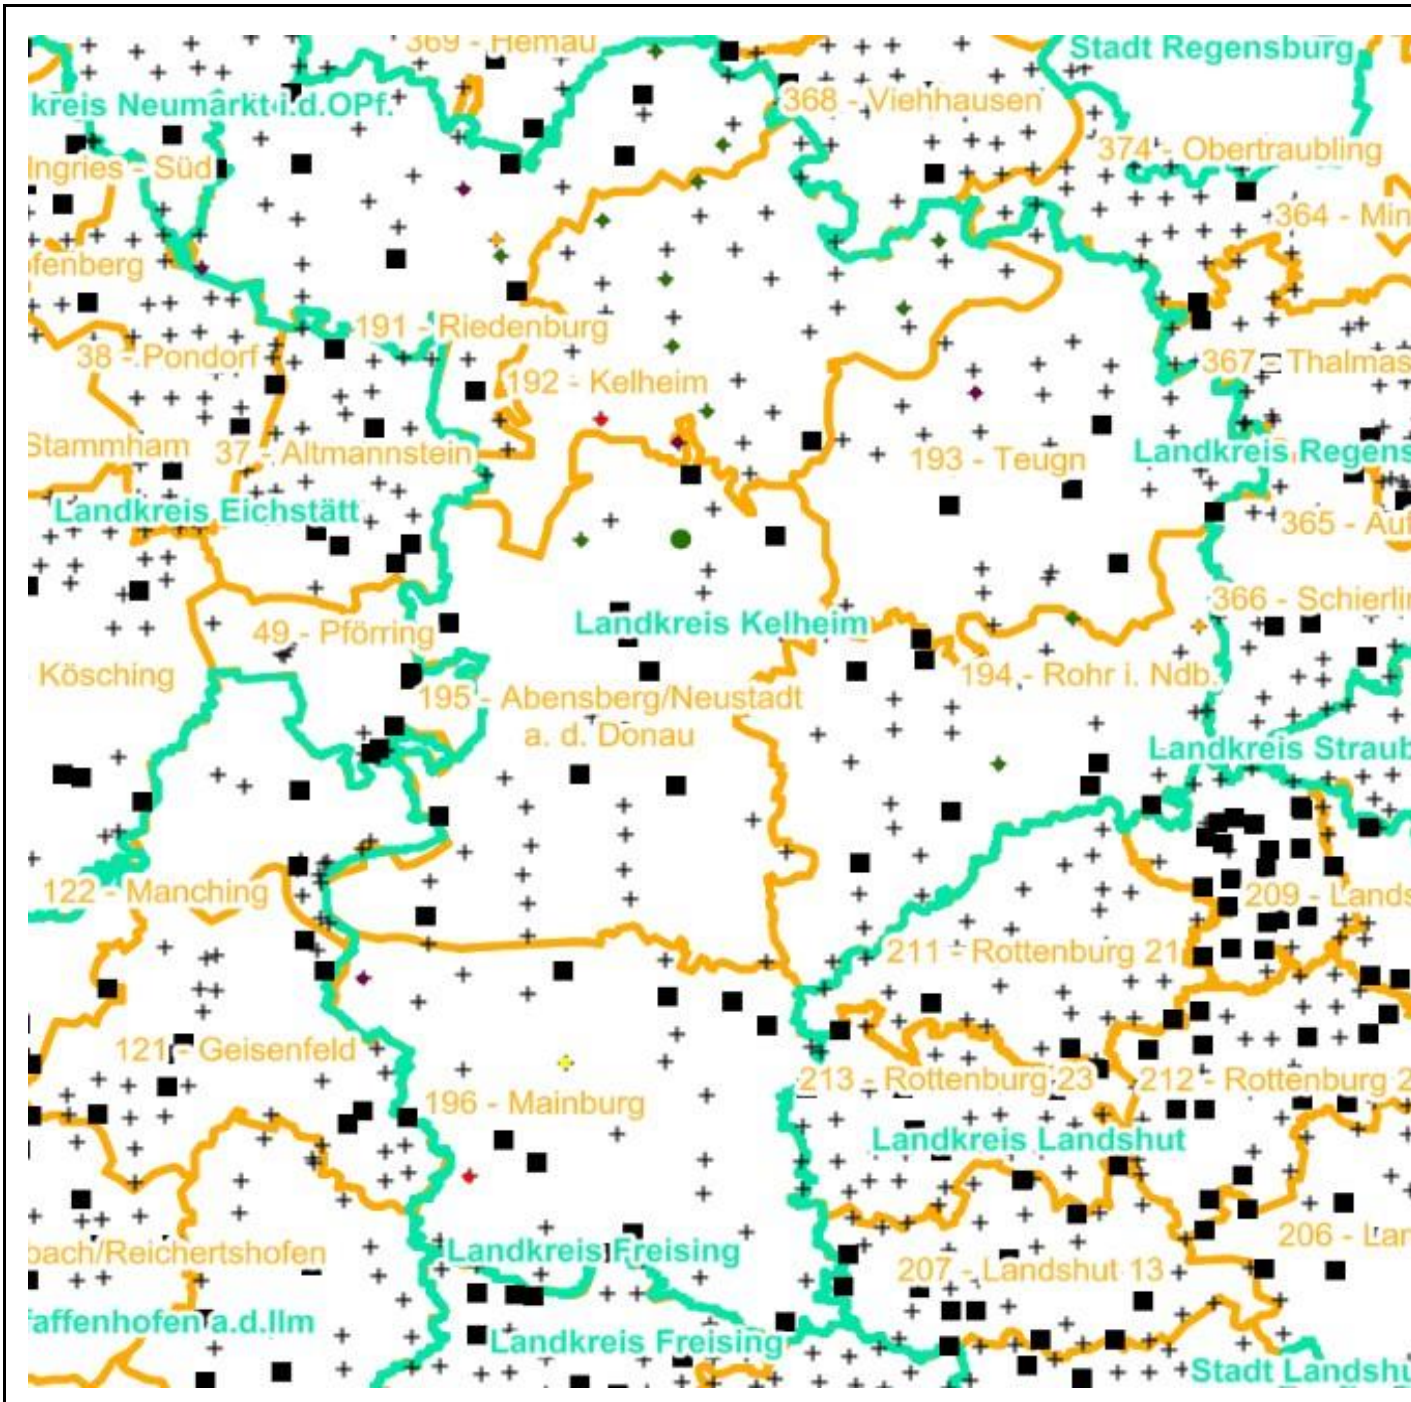 369 - Hemau
Stadt Regensburg
368 - Viehhausen
kreis Neumarkt i.d.OPf.
374 - Obertraubling
Ingries - Süd
364 - Min
ofenberg
191 - Riedenburg
38 - Pondorf
367 - Thalmas
192 - Kelheim
Stammham
37 - Altmannstein
193 - Teugn
Landkreis Regens
Landkreis Eichstätt
365 - Auf
366 - Schierlin
49 - Pförring
Landkreis Kelheim
Kösching
194 - Rohr i. Ndb.
195 - Abensberg/Neustadt
a. d. Donau
Landkreis Straub
122 - Manching
209 - Lands
211 - Rottenburg 21
121 - Geisenfeld
213 - Rottenburg 23
212 - Rottenburg 2
196 - Mainburg
Landkreis Landshut
206 - Lan
bach/Reichertshofen
Landkreis Freising
207 - Landshut 13
faffenhofen a.d.Ilm
Landkreis Freising
Stadt Landshu